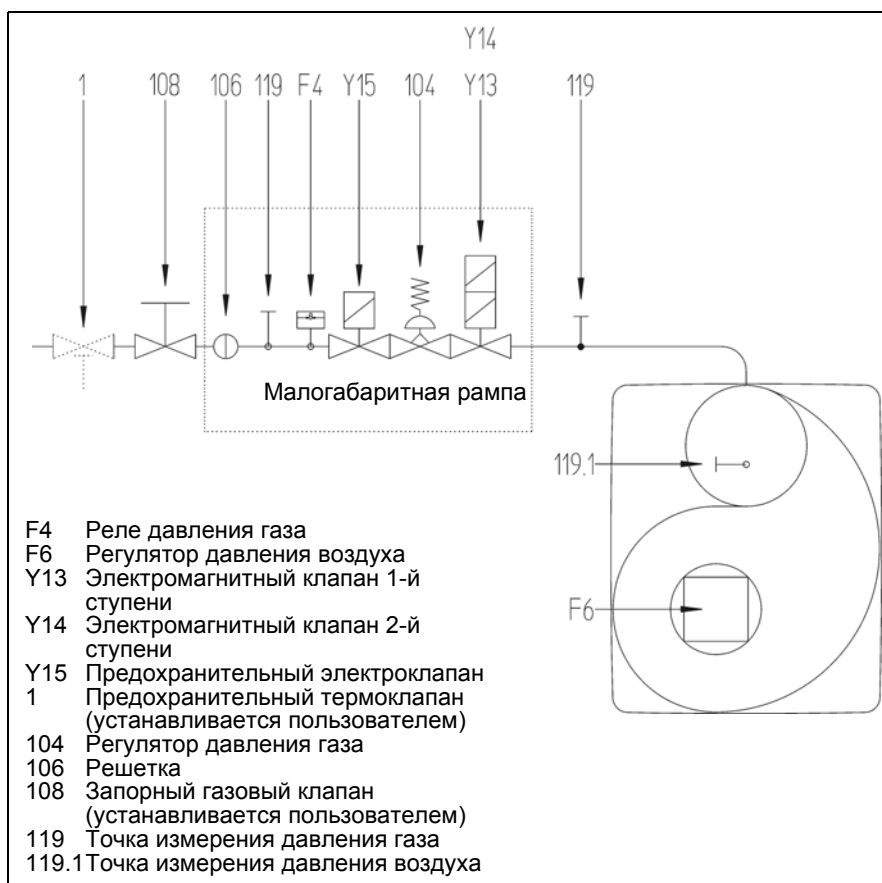 Y14
1 108 106 119 F4 Y15 104 Y13 119
Малогабаритная рампа
119.1
F6
F4 Реле давления газа
F6 Регулятор давления воздуха
Y13 Электромагнитный клапан 1-й
ступени
Y14 Электромагнитный клапан 2-й
ступени
Y15 Предохранительный электроклапан
1 Предохранительный термоклапан
(устанавливается пользователем)
104 Регулятор давления газа
106 Решетка
108 Запорный газовый клапан
(устанавливается пользователем)
119 Точка измерения давления газа
119.1 Точка измерения давления воздуха